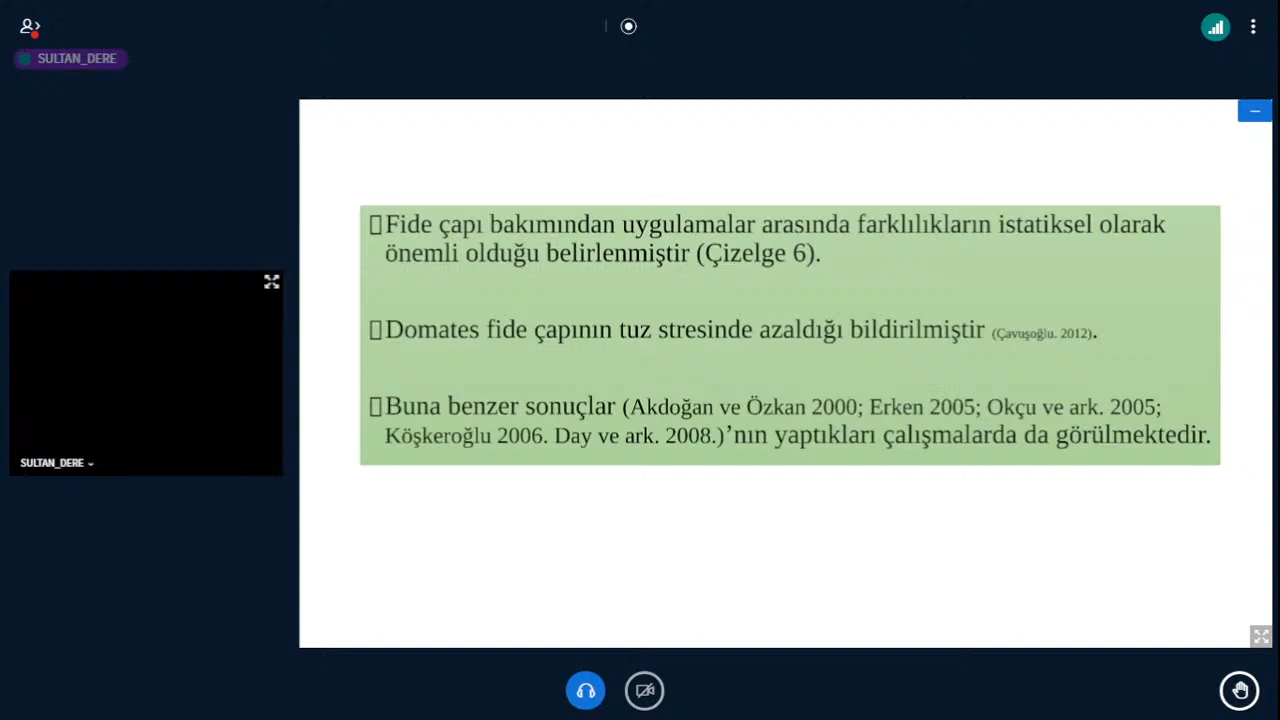 SULTAN_DERE
Fide çapı bakımından uygulamalar arasında farklılıkların istatiksel olarak
önemli olduğu belirlenmiştir (Çizelge 6).
Domates fide çapının tuz stresinde azaldığı bildirilmiştir (Çavuşoğlu. 2012).
Buna benzer sonuçlar (Akdoğan ve Özkan 2000; Erken 2005; Okçu ve ark. 2005;
Köşkeroğlu 2006. Day ve ark. 2008.)’nın yaptıkları çalışmalarda da görülmektedir.
SULTAN_DERE